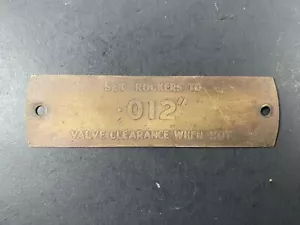 SET ROCKERS TO
·012"
VALVE CLEARANCE WHEN HOT